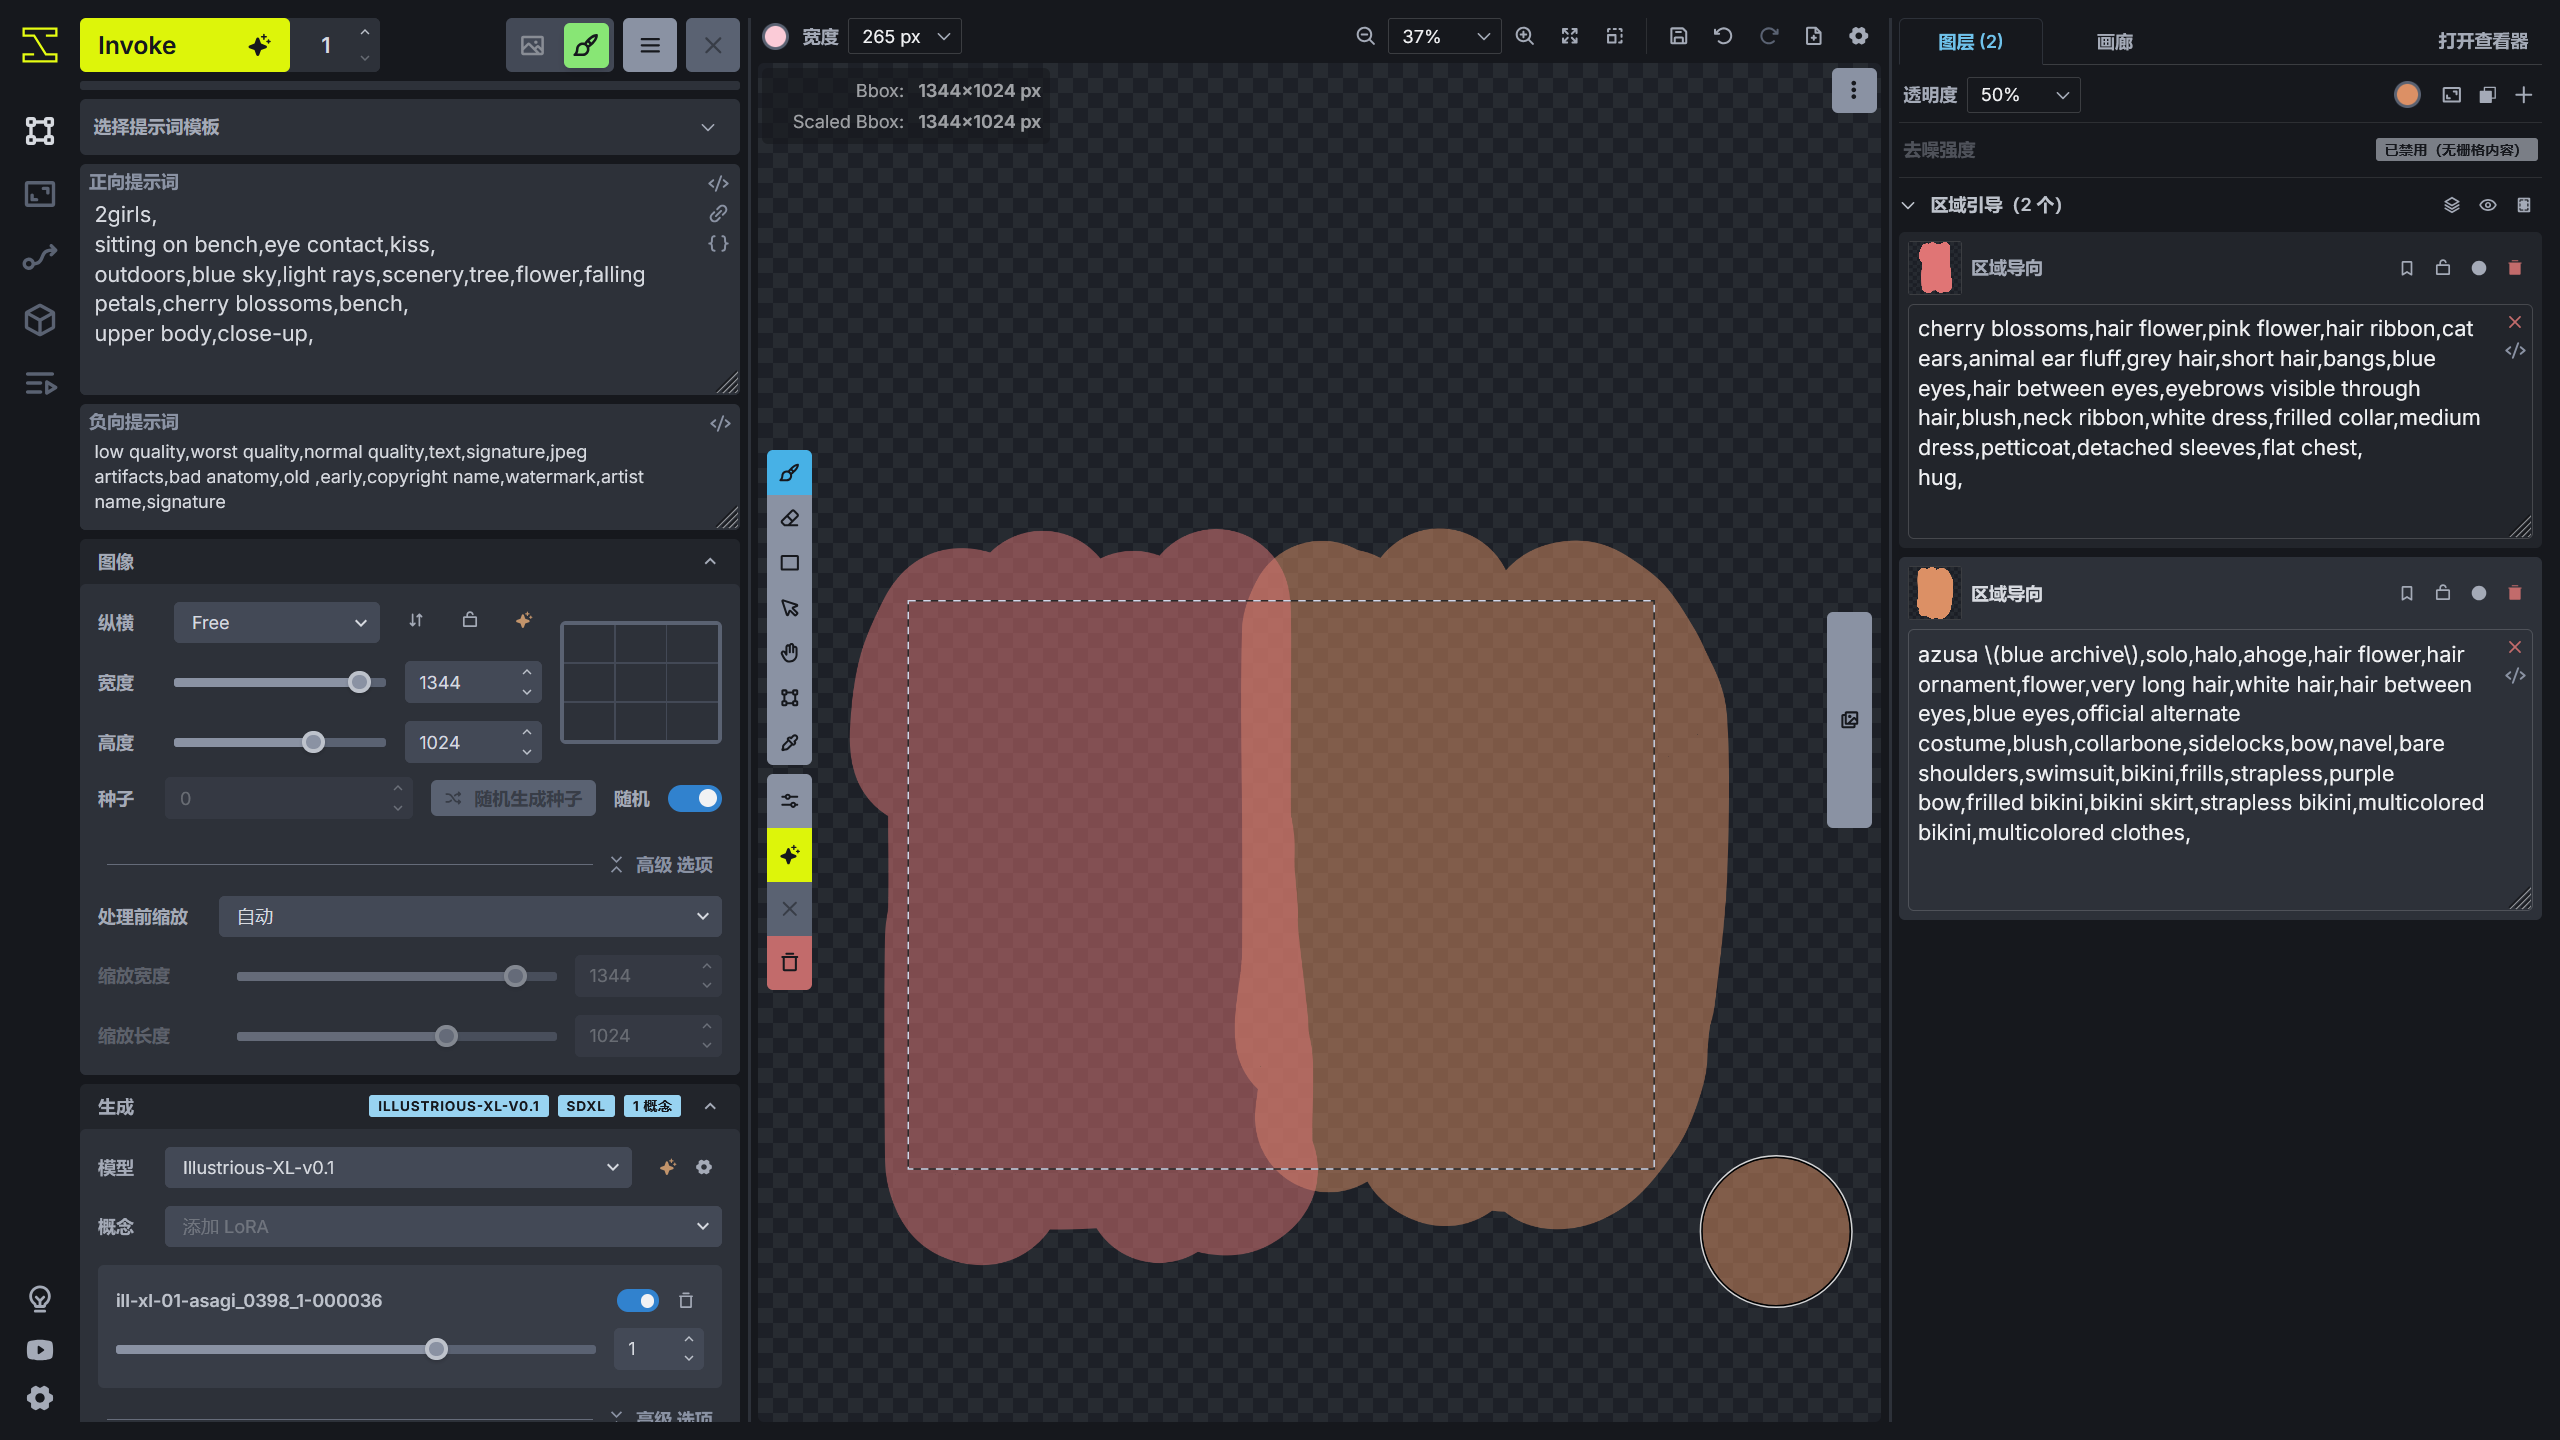 Invoke
1
选择提示词模板
正向提示词
2girls,
sitting on bench,eye contact,kiss,
outdoors,blue sky,light rays,scenery,tree,flower,falling
petals,cherry blossoms,bench,
upper body,close-up,
负向提示词
low quality,worst quality,normal quality,text,signature,jpeg
artifacts,bad anatomy,old ,early,copyright name,watermark,artist
name,signature
图像
纵横 Free
宽度 1344
高度 1024
种子 0 随机生成种子 随机
高级 选项
处理前缩放 自动
缩放宽度 1344
缩放长度 1024
生成 ILLUSTRIOUS-XL-V0.1 SDXL 1 概念
模型 Illustrious-XL-v0.1
概念 添加 LoRA
ill-xl-01-asagi_0398_1-000036
1
高级 选项
宽度 265 px
37%
Bbox: 1344×1024 px
Scaled Bbox: 1344×1024 px
图层 (2) 画廊 打开查看器
透明度 50%
去噪强度 已禁用（无栅格内容）
区域引导（2 个）
区域导向
cherry blossoms,hair flower,pink flower,hair ribbon,cat
ears,animal ear fluff,grey hair,short hair,bangs,blue
eyes,hair between eyes,eyebrows visible through
hair,blush,neck ribbon,white dress,frilled collar,medium
dress,petticoat,detached sleeves,flat chest,
hug,
区域导向
azusa \(blue archive\),solo,halo,ahoge,hair flower,hair
ornament,flower,very long hair,white hair,hair between
eyes,blue eyes,official alternate
costume,blush,collarbone,sidelocks,bow,navel,bare
shoulders,swimsuit,bikini,frills,strapless,purple
bow,frilled bikini,bikini skirt,strapless bikini,multicolored
bikini,multicolored clothes,